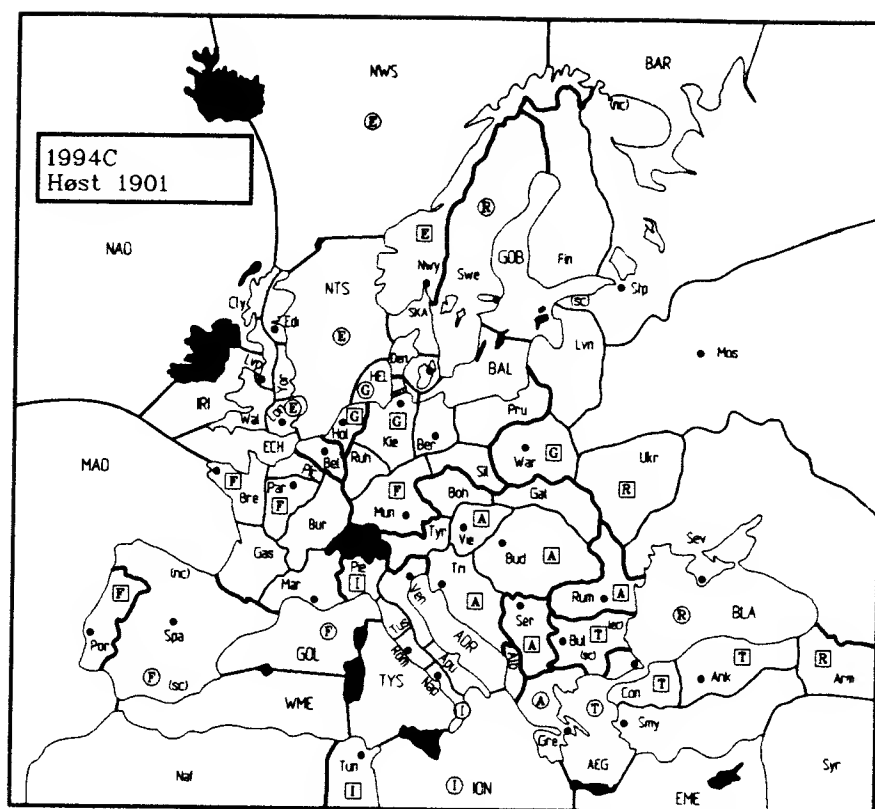 NWS
BAR
E
(nc)
1994C
Høst 1901
NAO
R
E
GOB
Fin
Nwy
Swe
Stp
NTS
(sc)
Cly
SKA
Edi
E
Lvn
Mos
Den
BAL
Lvp
Yor
HEL
G
IRI
Wal
Lon
E
Hol
G
Kie
G
Ber
Pru
ECH
Bel
Ruh
War
G
Ukr
MAO
Pic
Sil
F
Par
F
Boh
Gal
R
Bre
F
Mun
A
Sev
Bur
Tyr
Vie
Bud
A
Gas
Pie
Tri
(nc)
Mar
I
Ven
Rum
A
F
A
Ser
R
BLA
Por
Spa
F
Tus
ADR
Bul
T
(ec)
GOL
Rom
Apu
A
(sc)
T
R
F
(sc)
TYS
Nap
Alb
Con
T
Ank
Arm
WME
I
A
T
Smy
Gre
Naf
Tun
AEG
Syr
I
I
ION
EME